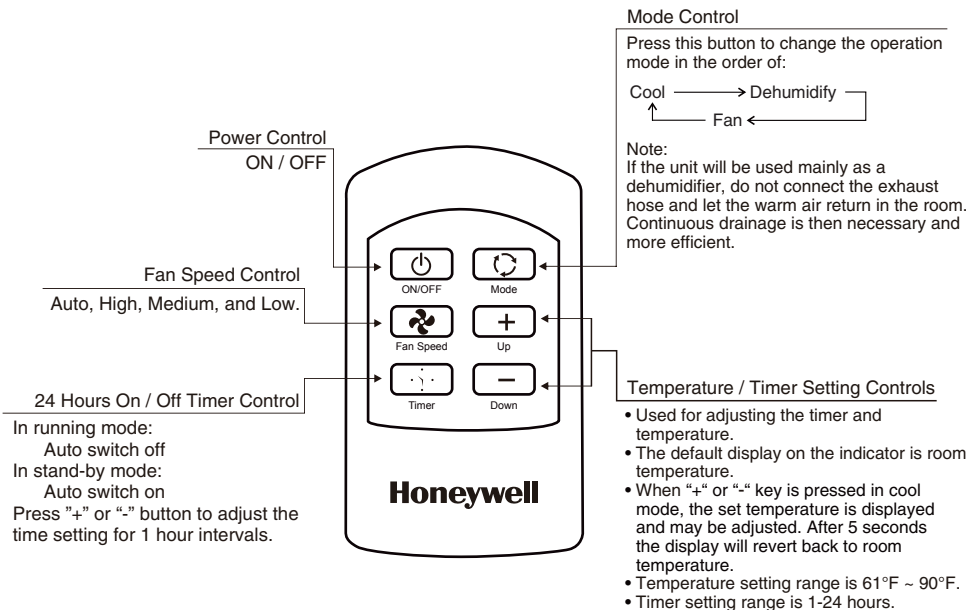 Mode Control
Press this button to change the operation
mode in the order of:
Cool
Dehumidify
Fan
Note:
If the unit will be used mainly as a
dehumidifier, do not connect the exhaust
hose and let the warm air return in the room.
Continuous drainage is then necessary and
more efficient.
Power Control
ON / OFF
Fan Speed Control
Auto, High, Medium, and Low.
24 Hours On / Off Timer Control
In running mode:
Auto switch off
In stand-by mode:
Auto switch on
Press "+" or "-" button to adjust the
time setting for 1 hour intervals.
ON/OFF
Mode
Fan Speed
+
Up
Timer
−
Down
Honeywell
Temperature / Timer Setting Controls
• Used for adjusting the timer and
temperature.
• The default display on the indicator is room
temperature.
• When "+" or "-" key is pressed in cool
mode, the set temperature is displayed
and may be adjusted. After 5 seconds
the display will revert back to room
temperature.
• Temperature setting range is 61°F ~ 90°F.
• Timer setting range is 1-24 hours.